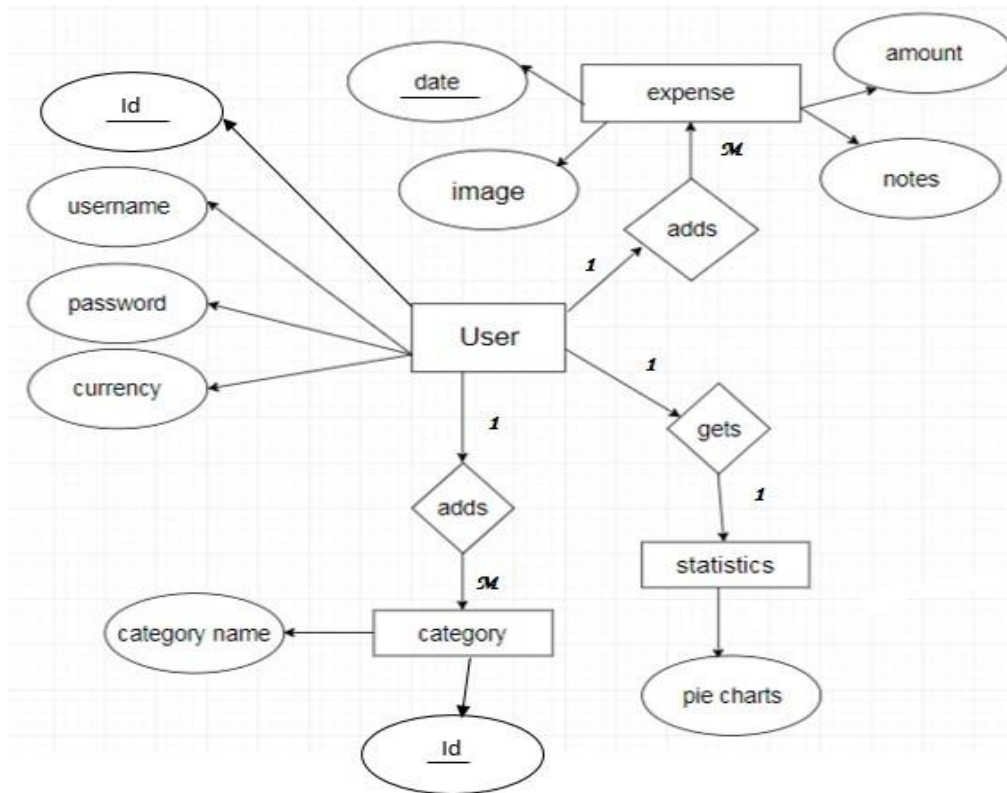 amount
date
expense
Id
M
image
notes
username
adds
1
password
User
1
currency
1
gets
1
adds
statistics
M
category name
category
pie charts
Id